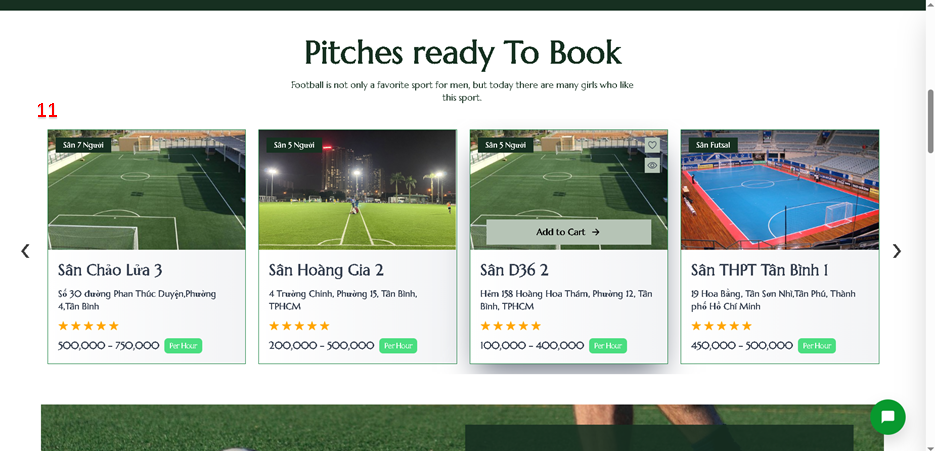 Pitches ready To Book
Football is not only a favorite sport for men, but today there are many girls who like
this sport.
11
Sân 7 Người
Sân Chảo Lửa 3
Số 30 đường Phan Thúc Duyện,Phường
4,Tân Bình
500,000 – 750,000 Per Hour
Sân 5 Người
Sân Hoàng Gia 2
4 Trường Chinh, Phường 15, Tân Bình,
TPHCM
200,000 – 500,000 Per Hour
Sân 5 Người
Add to Cart →
Sân D36 2
Hẻm 158 Hoàng Hoa Thám, Phường 12, Tân
Bình, TPHCM
100,000 – 400,000 Per Hour
Sân Futsal
Sân THPT Tân Bình 1
19 Hoa Bằng, Tân Sơn Nhì,Tân Phú, Thành
phố Hồ Chí Minh
450,000 – 500,000 Per Hour